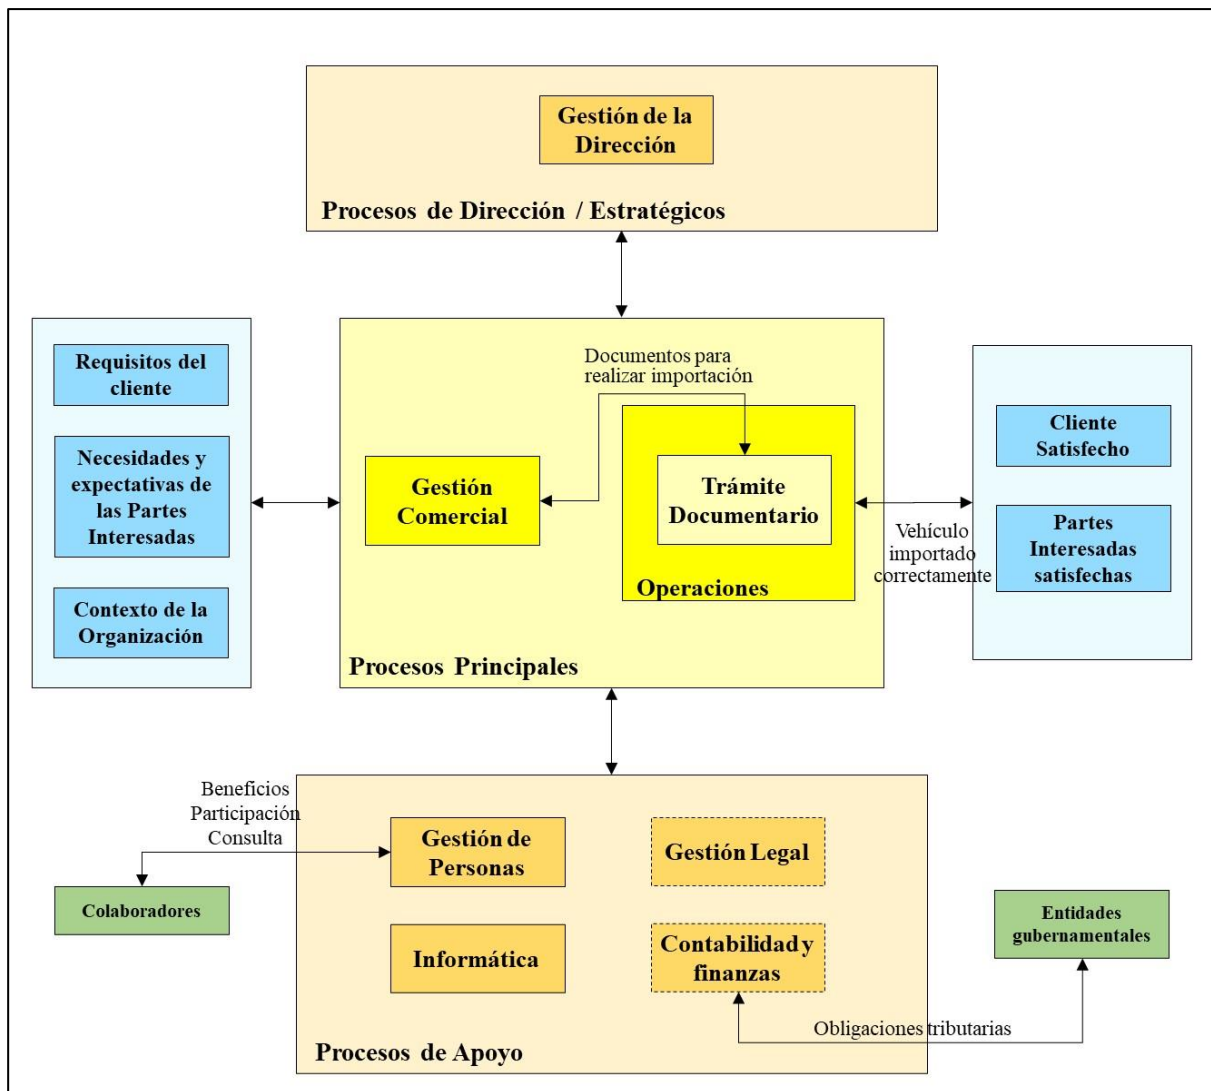 Gestión de la
Dirección
Procesos de Dirección / Estratégicos
Requisitos del
cliente
Necesidades y
expectativas de
las Partes
Interesadas
Contexto de la
Organización
Documentos para
realizar importación
Gestión
Comercial
Trámite
Documentario
Operaciones
Procesos Principales
Vehículo
importado
correctamente
Cliente
Satisfecho
Partes
Interesadas
satisfechas
Beneficios
Participación
Consulta
Colaboradores
Gestión de
Personas
Gestión Legal
Informática
Contabilidad y
finanzas
Procesos de Apoyo
Entidades
gubernamentales
Obligaciones tributarias